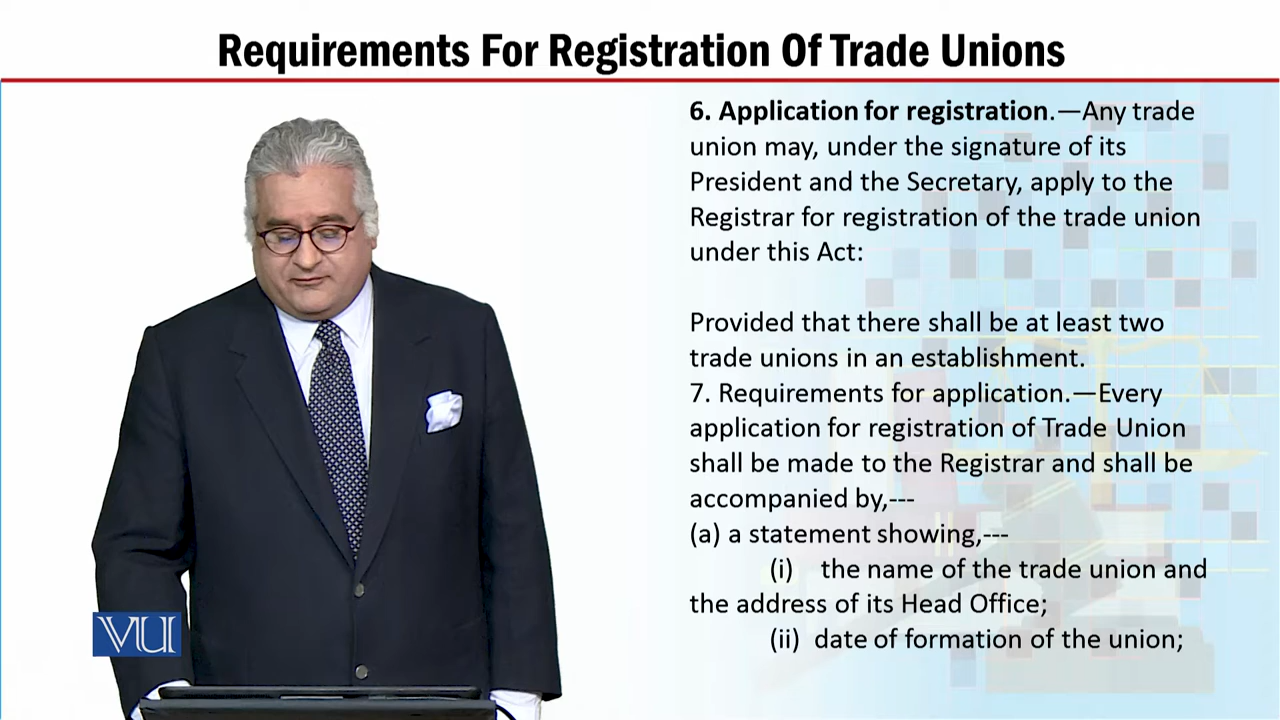 Requirements For Registration Of Trade Unions
6. Application for registration.—Any trade
union may, under the signature of its
President and the Secretary, apply to the
Registrar for registration of the trade union
under this Act:
Provided that there shall be at least two
trade unions in an establishment.
7. Requirements for application.—Every
application for registration of Trade Union
shall be made to the Registrar and shall be
accompanied by,---
(a) a statement showing,---
(i) the name of the trade union and
the address of its Head Office;
(ii) date of formation of the union;
VU